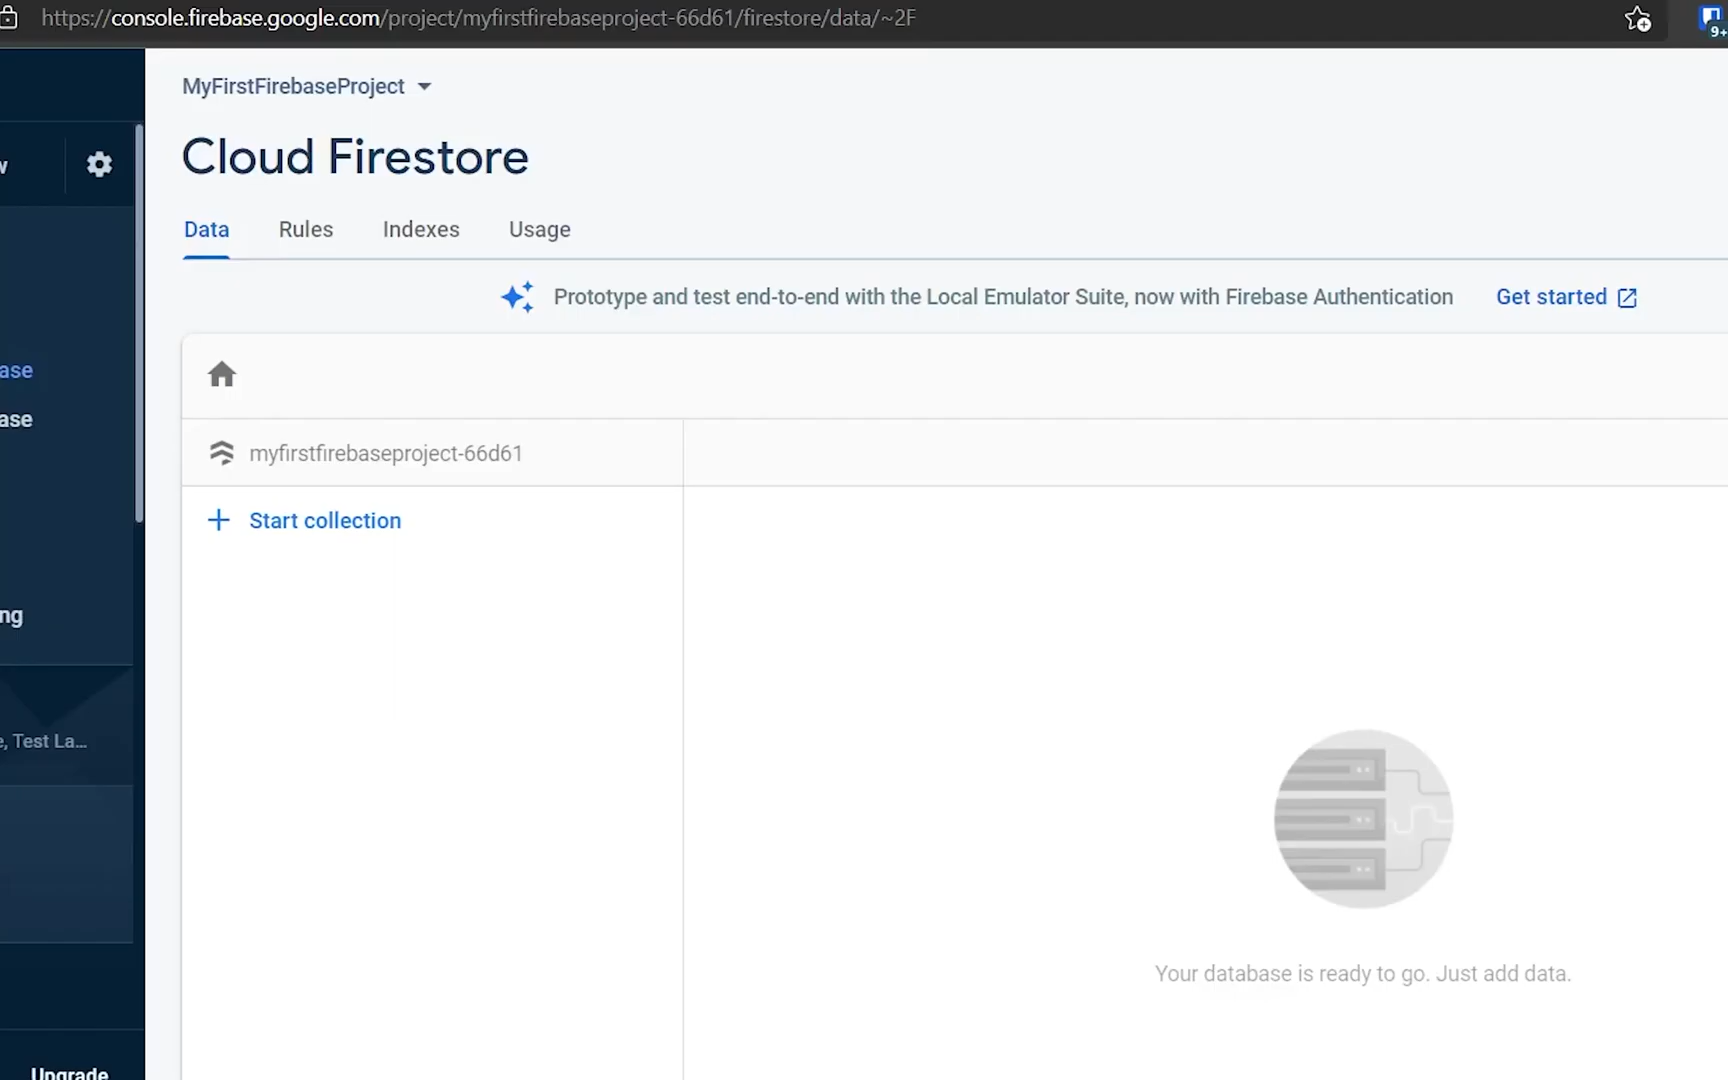 https://console.firebase.google.com/project/myfirstfirebaseproject-66d61/firestore/data/~2F
9+
MyFirstFirebaseProject
Cloud Firestore
Data Rules Indexes Usage
Prototype and test end-to-end with the Local Emulator Suite, now with Firebase Authentication Get started
myfirstfirebaseproject-66d61
Start collection
Your database is ready to go. Just add data.
w
ase
ase
ng
e, Test La...
Upgrade